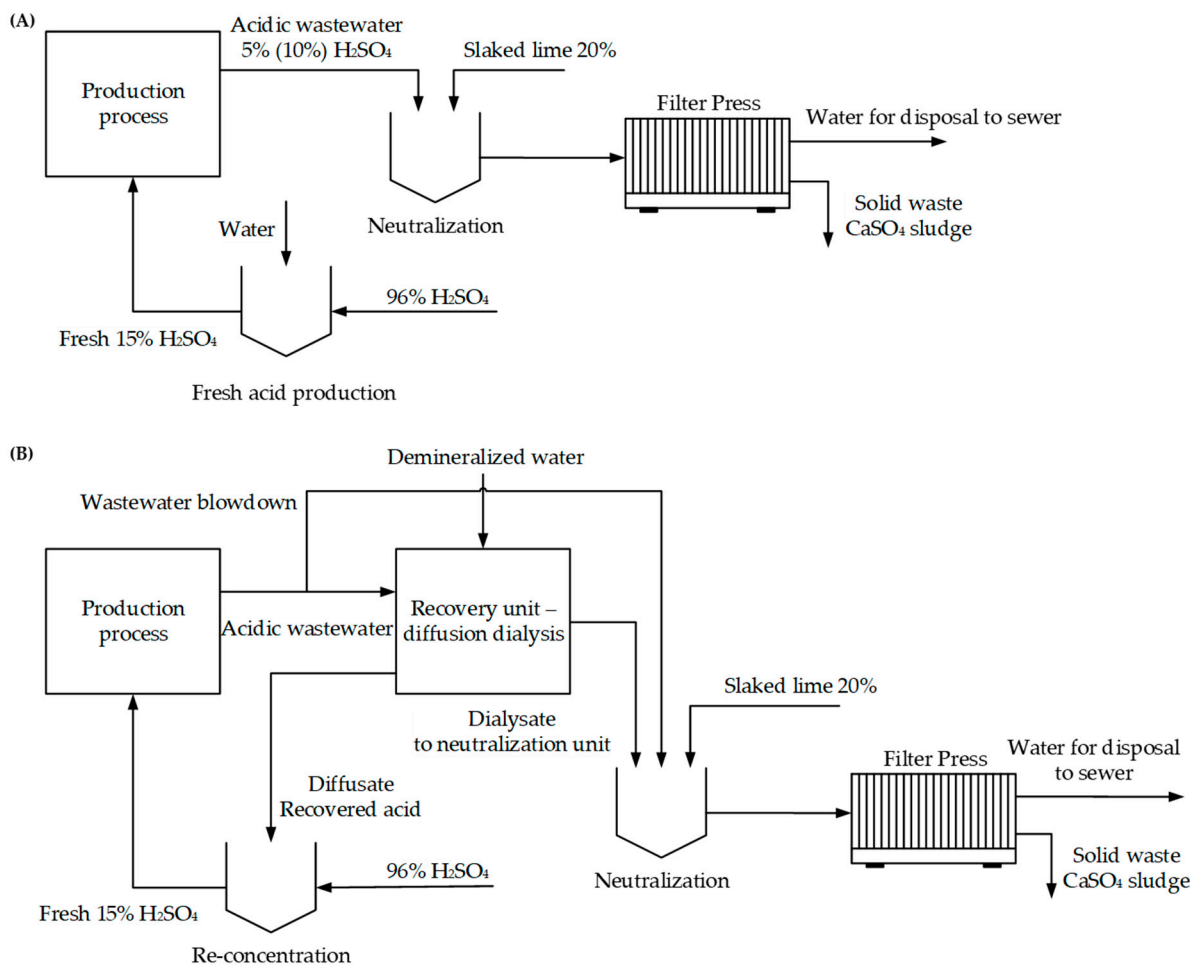 (A)
Acidic wastewater
5% (10%) H₂SO₄
Slaked lime 20%
Production
process
Filter Press
Water for disposal to sewer
Solid waste
CaSO₄ sludge
Neutralization
Water
96% H₂SO₄
Fresh 15% H₂SO₄
Fresh acid production
(B)
Demineralized water
Wastewater blowdown
Production
process
Acidic wastewater
Recovery unit –
diffusion dialysis
Slaked lime 20%
Dialysate
to neutralization unit
Filter Press
Water for disposal
to sewer
Diffusate
Recovered acid
Solid waste
CaSO₄ sludge
Neutralization
96% H₂SO₄
Fresh 15% H₂SO₄
Re-concentration